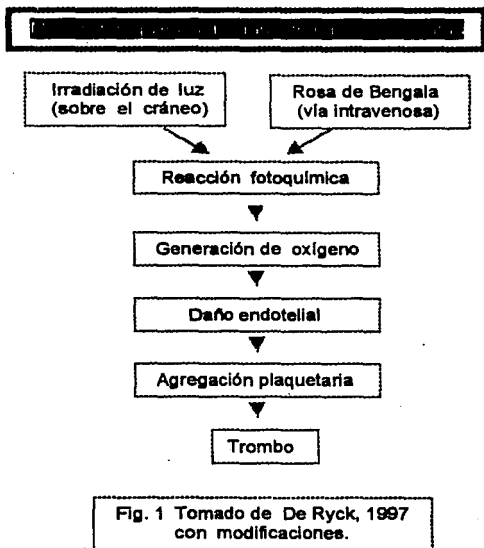 Irradiación de luz
(sobre el cráneo)
Rosa de Bengala
(vía intravenosa)
Reacción fotoquímica
Generación de oxígeno
Daño endotelial
Agregación plaquetaria
Trombo
Fig. 1 Tomado de De Ryck, 1997
con modificaciones.